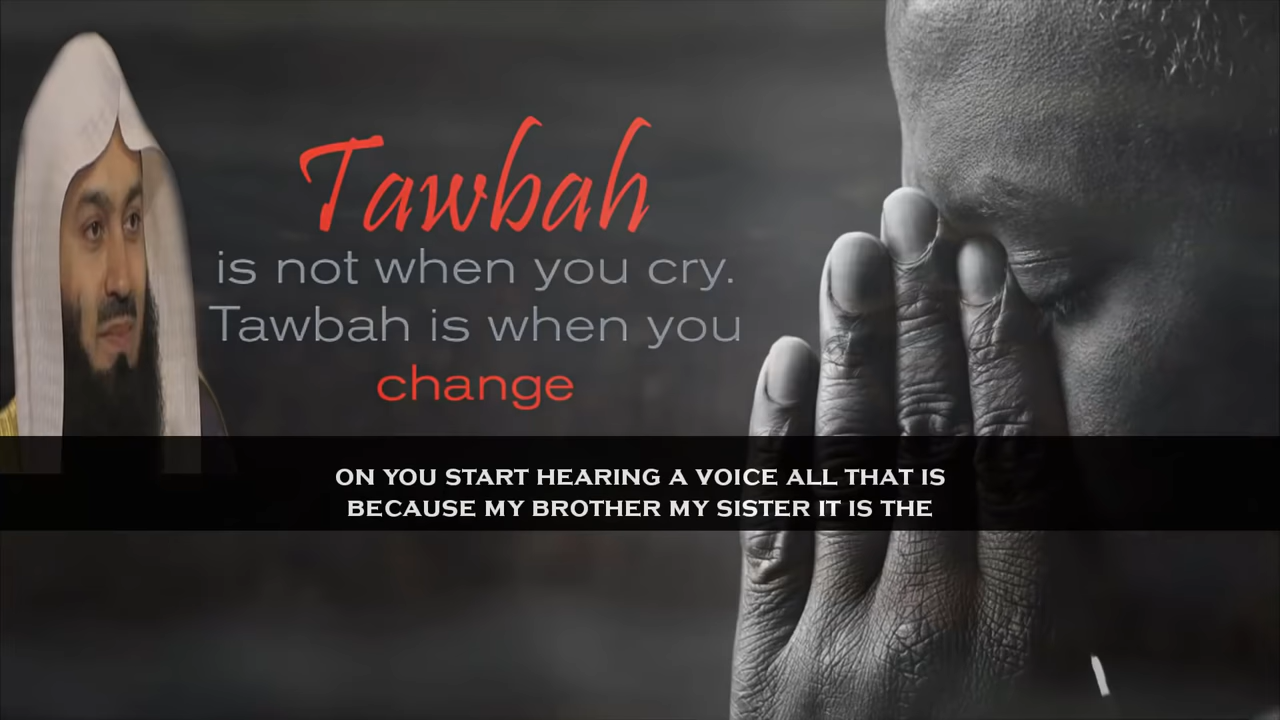 Tawbah
is not when you cry.
Tawbah is when you
change
ON YOU START HEARING A VOICE ALL THAT IS
BECAUSE MY BROTHER MY SISTER IT IS THE